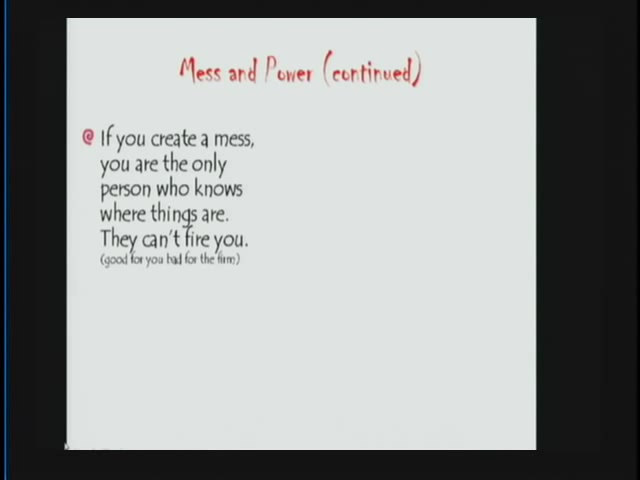 Mess and Power (continued)
If you create a mess,
you are the only
person who knows
where things are.
They can't fire you.
(good for you bad for the firm)